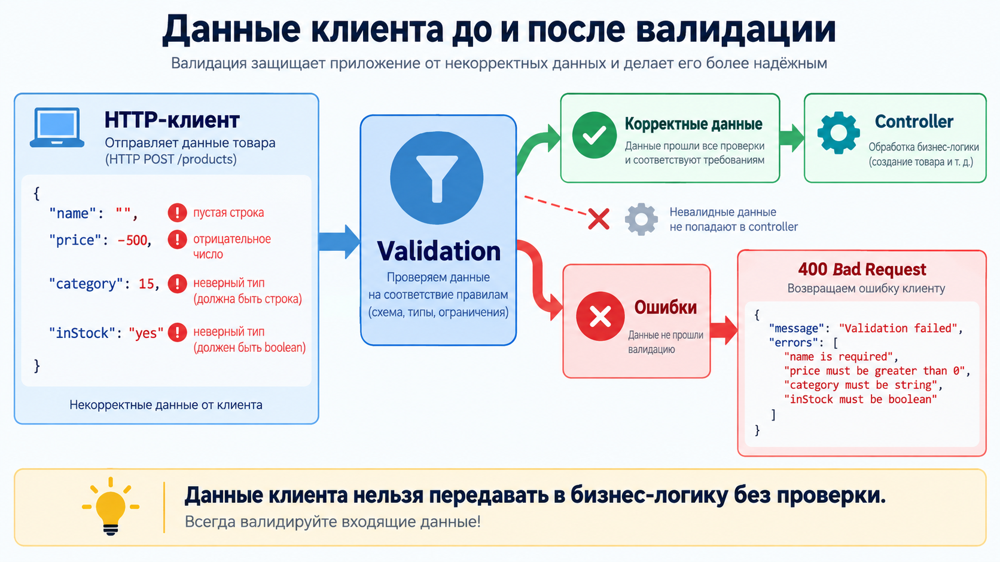 Данные клиента до и после валидации
Валидация защищает приложение от некорректных данных и делает его более надёжным
HTTP-клиент
Отправляет данные товара
(HTTP POST /products)
{
"name": "",
пустая строка
"price": -500,
отрицательное
число
"category": 15,
неверный тип
(должна быть строка)
"inStock": "yes"
неверный тип
(должен быть boolean)
}
Некорректные данные от клиента
Validation
Проверяем данные
на соответствие правилам
(схема, типы, ограничения)
Корректные данные
Данные прошли все проверки
и соответствуют требованиям
Controller
Обработка бизнес-логики
(создание товара и т. д.)
Невалидные данные
не попадают в controller
Ошибки
Данные не прошли
валидацию
400 Bad Request
Возвращаем ошибку клиенту
{
"message": "Validation failed",
"errors": [
"name is required",
"price must be greater than 0",
"category must be string",
"inStock must be boolean"
]
}
Данные клиента нельзя передавать в бизнес-логику без проверки.
Всегда валидируйте входящие данные!